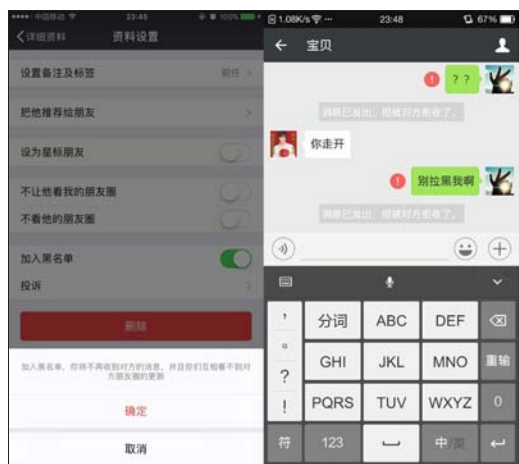 中国移动
23:48
100%
详细资料
资料设置
设置备注及标签
前任
把他推荐给朋友
设为星标朋友
不让他看我的朋友圈
不看他的朋友圈
加入黑名单
投诉
删除
加入黑名单，你将不再收到对方的消息，并且你们互相看不到对
方朋友圈的更新
确定
取消
1.08K/s
23:48
67%
宝贝
??
消息已发出，但被对方拒收了。
你走开
别拉黑我啊
消息已发出，但被对方拒收了。
，
分词
ABC
DEF
。
GHI
JKL
MNO
重输
?
!
PQRS
TUV
WXYZ
0
符
123
中/英